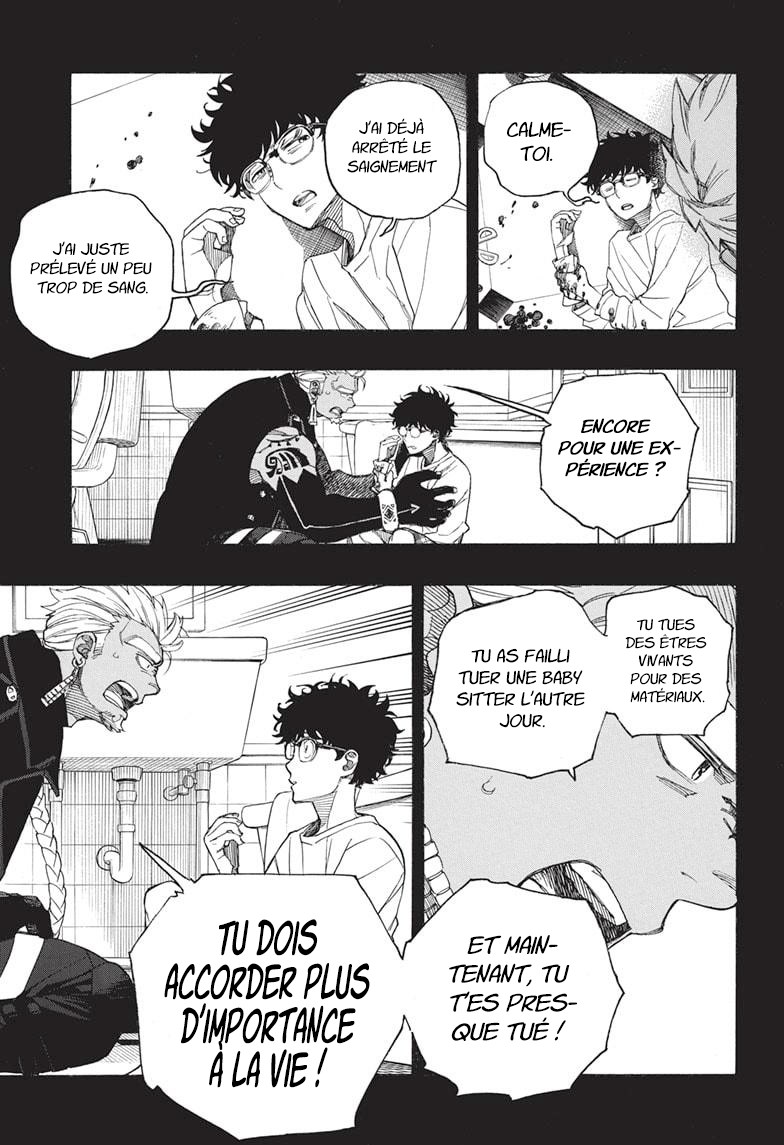 CALME-
TOI.
J'AI DÉJÀ
ARRÊTÉ LE
SAIGNEMENT
J'AI JUSTE
PRÉLEVÉ UN PEU
TROP DE SANG.
ENCORE
POUR UNE EX-
PÉRIENCE ?
TU TUES
DES ÊTRES
VIVANTS
POUR DES
MATÉRIAUX.
TU AS FAILLI
TUER UNE BABY
SITTER L'AUTRE
JOUR.
ET MAIN-
TENANT, TU
T'ES PRES-
QUE TUÉ !
TU DOIS
ACCORDER PLUS
D'IMPORTANCE
À LA VIE !